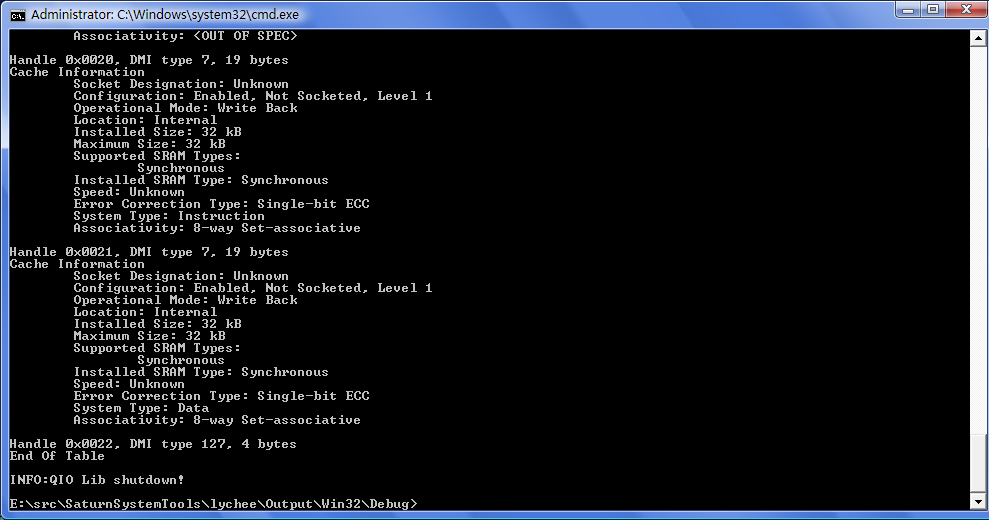 Administrator: C:\Windows\system32\cmd.exe
Associativity: <OUT OF SPEC>
Handle 0x0020, DMI type 7, 19 bytes
Cache Information
Socket Designation: Unknown
Configuration: Enabled, Not Socketed, Level 1
Operational Mode: Write Back
Location: Internal
Installed Size: 32 kB
Maximum Size: 32 kB
Supported SRAM Types:
Synchronous
Installed SRAM Type: Synchronous
Speed: Unknown
Error Correction Type: Single-bit ECC
System Type: Instruction
Associativity: 8-way Set-associative
Handle 0x0021, DMI type 7, 19 bytes
Cache Information
Socket Designation: Unknown
Configuration: Enabled, Not Socketed, Level 1
Operational Mode: Write Back
Location: Internal
Installed Size: 32 kB
Maximum Size: 32 kB
Supported SRAM Types:
Synchronous
Installed SRAM Type: Synchronous
Speed: Unknown
Error Correction Type: Single-bit ECC
System Type: Data
Associativity: 8-way Set-associative
Handle 0x0022, DMI type 127, 4 bytes
End Of Table
INFO:QIO Lib shutdown!
E:\src\SaturnSystemTools\lychee\Output\Win32\Debug>